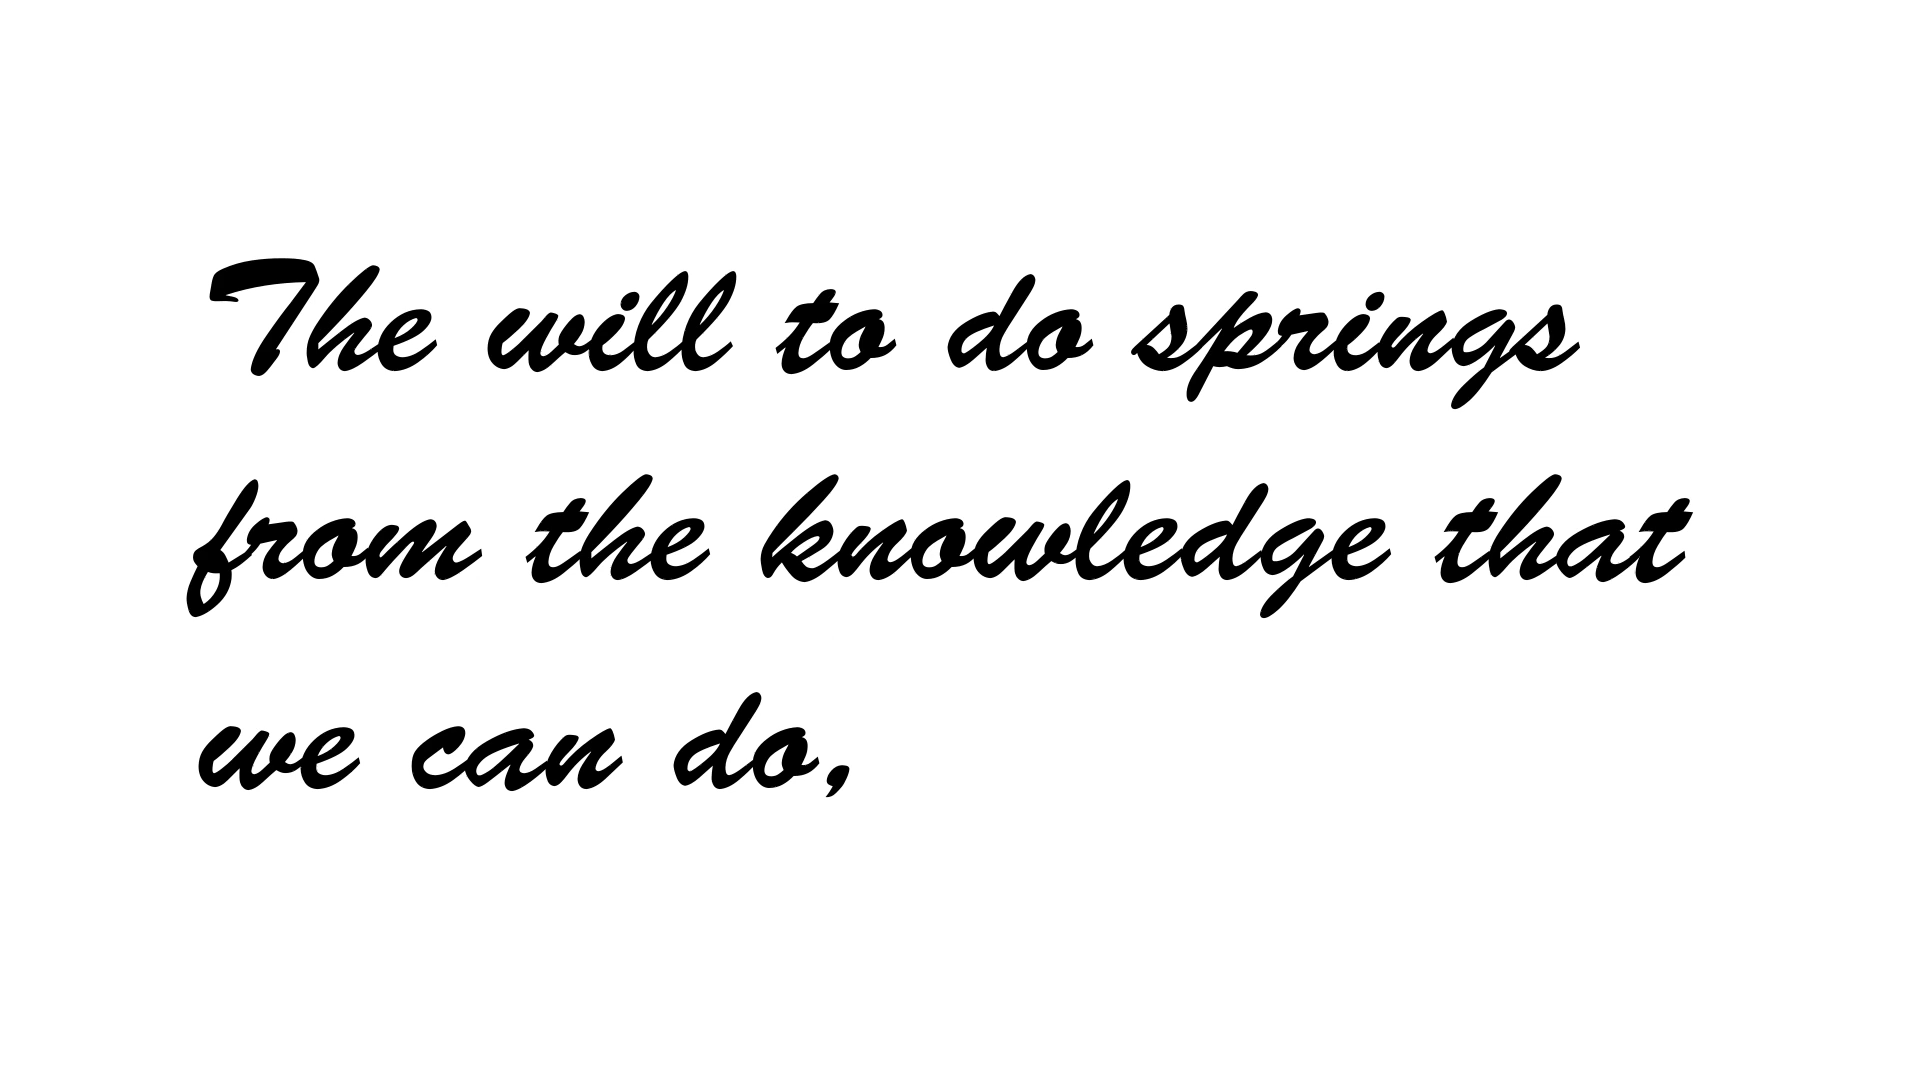 The will to do springs
from the knowledge that
we can do,